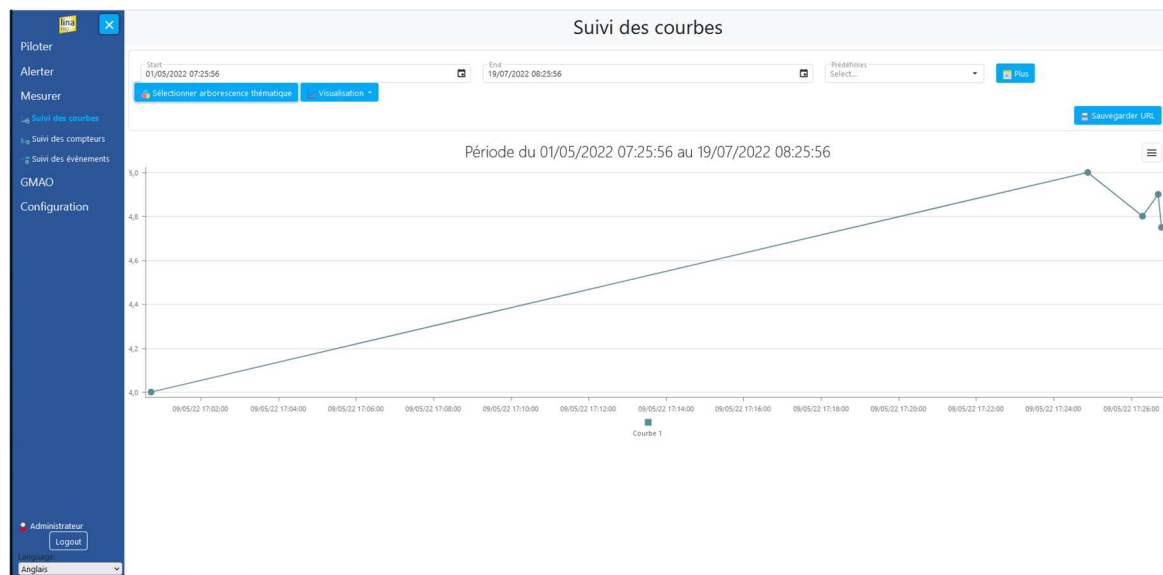 lina
Piloter
Alerter
Mesurer
Suivi des courbes
Suivi des compteurs
Suivi des évènements
GMAO
Configuration
Administrateur
Logout
Language:
Anglais
Suivi des courbes
Start
01/05/2022 07:25:56
End
19/07/2022 08:25:56
Prédéfinies
Select...
Plus
Sélectionner arborescence thématique
Visualisation
Sauvegarder URL
Période du 01/05/2022 07:25:56 au 19/07/2022 08:25:56
5,0
4,8
4,6
4,4
4,2
4,0
09/05/22 17:02:00 09/05/22 17:04:00 09/05/22 17:06:00 09/05/22 17:08:00 09/05/22 17:10:00 09/05/22 17:12:00 09/05/22 17:14:00 09/05/22 17:16:00 09/05/22 17:18:00 09/05/22 17:20:00 09/05/22 17:22:00 09/05/22 17:24:00 09/05/22 17:26:00
Courbe 1